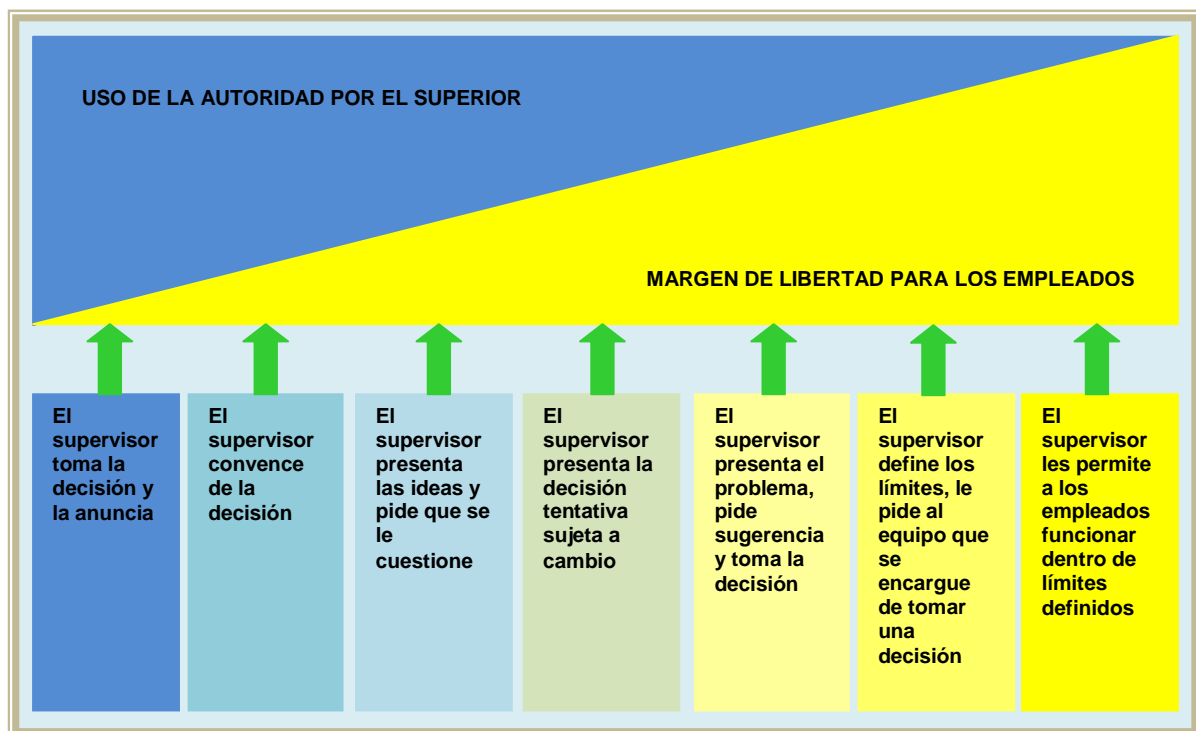 USO DE LA AUTORIDAD POR EL SUPERIOR
MARGEN DE LIBERTAD PARA LOS EMPLEADOS
El
supervisor
toma la
decisión y
la anuncia
El
supervisor
convence
de la
decisión
El
supervisor
presenta
las ideas y
pide que se
le
cuestione
El
supervisor
presenta la
decisión
tentativa
sujeta a
cambio
El
supervisor
presenta el
problema,
pide
sugerencia
y toma la
decisión
El
supervisor
define los
límites, le
pide al
equipo que
se
encargue
de tomar
una
decisión
El
supervisor
les permite
a los
empleados
funcionar
dentro de
límites
definidos